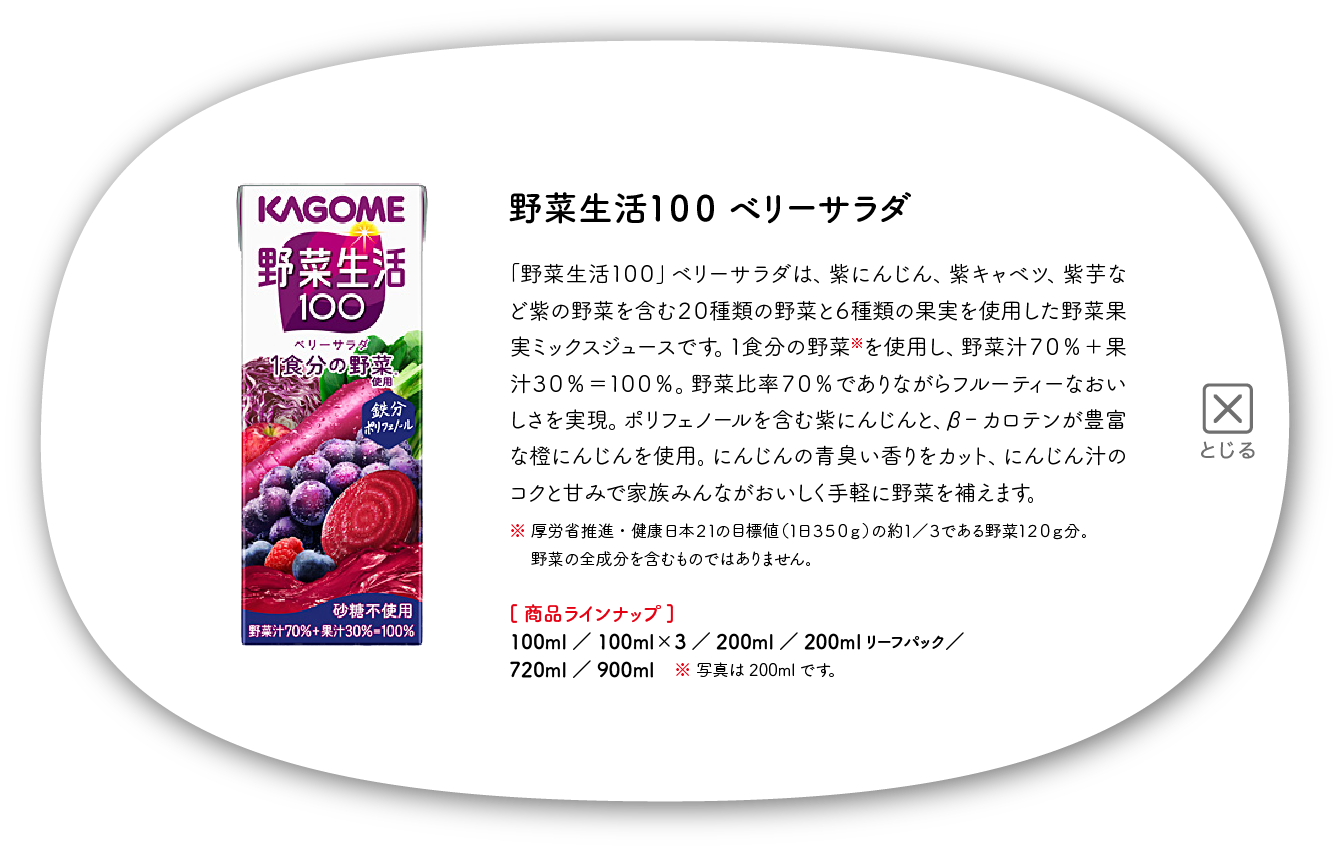 KAGOME
野菜生活
100
ベリーサラダ
1食分の野菜
使用
鉄分
ポリフェノール
砂糖不使用
野菜汁70%+果汁30%=100%
野菜生活100 ベリーサラダ
「野菜生活100」ベリーサラダは、紫にんじん、紫キャベツ、紫芋な
ど紫の野菜を含む20種類の野菜と6種類の果実を使用した野菜果
実ミックスジュースです。1食分の野菜※を使用し、野菜汁70%+果
汁30%=100%。野菜比率70%でありながらフルーティーなおい
しさを実現。ポリフェノールを含む紫にんじんと、β−カロテンが豊富
な橙にんじんを使用。にんじんの青臭い香りをカット、にんじん汁の
コクと甘みで家族みんながおいしく手軽に野菜を補えます。
※ 厚労省推進・健康日本21の目標値(1日350g)の約1/3である野菜120g分。
野菜の全成分を含むものではありません。
[ 商品ラインナップ ]
100ml / 100ml×3 / 200ml / 200ml リーフパック/
720ml / 900ml ※ 写真は 200ml です。
とじる